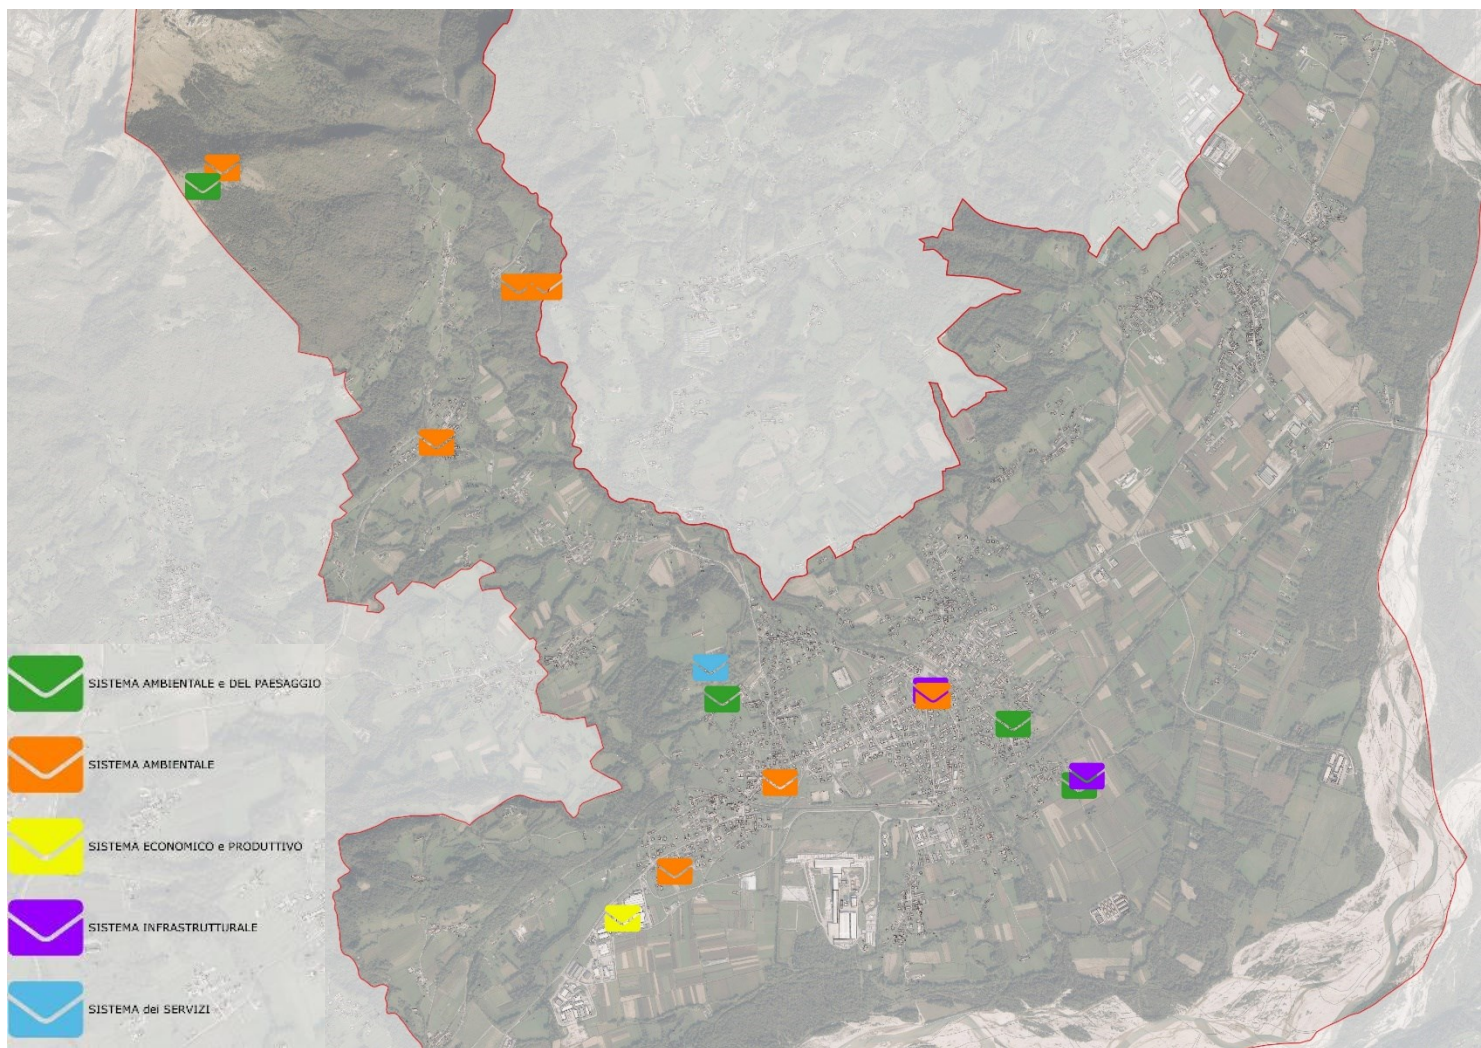 SISTEMA AMBIENTALE e DEL PAESAGGIO
SISTEMA AMBIENTALE
SISTEMA ECONOMICO e PRODUTTIVO
SISTEMA INFRASTRUTTURALE
SISTEMA dei SERVIZI